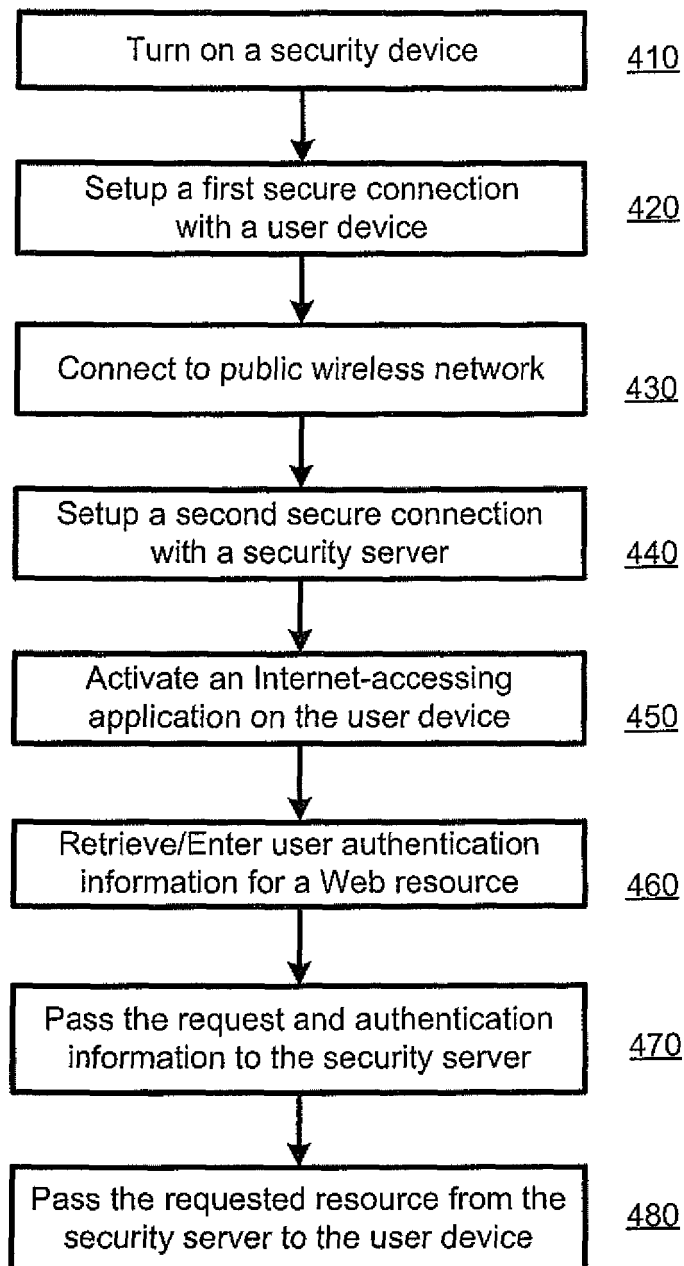 Turn on a security device
410
Setup a first secure connection
with a user device
420
Connect to public wireless network
430
Setup a second secure connection
with a security server
440
Activate an Internet-accessing
application on the user device
450
Retrieve/Enter user authentication
information for a Web resource
460
Pass the request and authentication
information to the security server
470
Pass the requested resource from the
security server to the user device
480